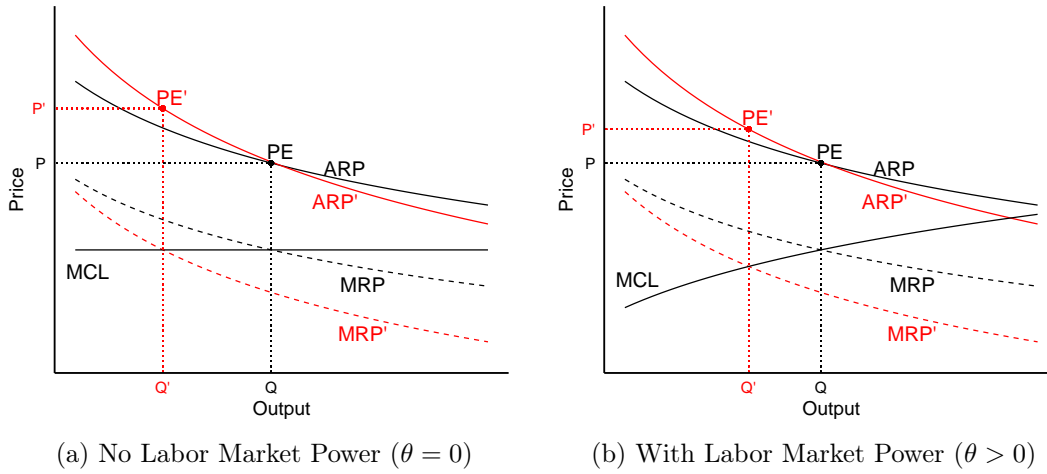 P'
PE'
P
PE
ARP
ARP'
Price
MCL
MRP
MRP'
Q'
Q
Output
(a) No Labor Market Power (θ = 0)
P'
PE'
P
PE
ARP
ARP'
Price
MCL
MRP
MRP'
Q'
Q
Output
(b) With Labor Market Power (θ > 0)